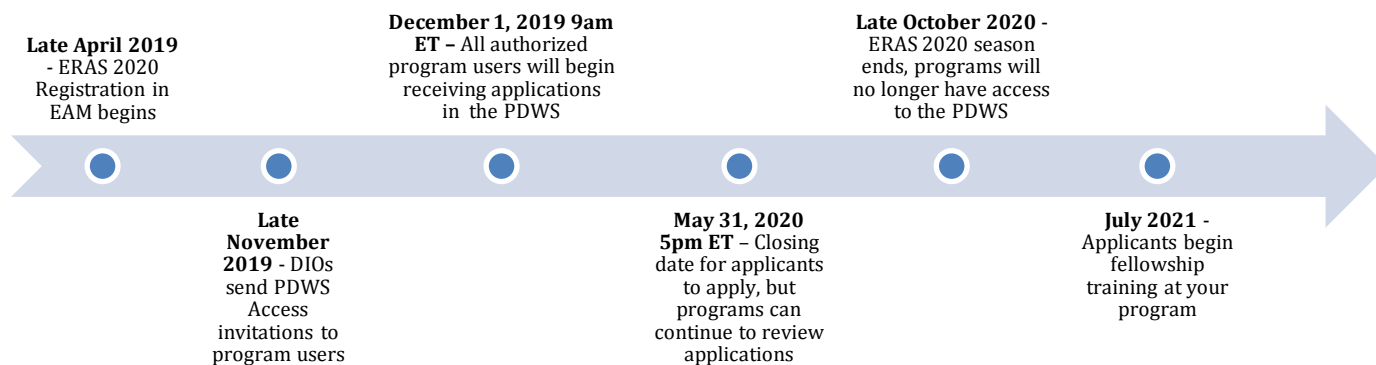 Late April 2019
- ERAS 2020
Registration in
EAM begins
Late
November
2019 - DIOs
send PDWS
Access
invitations to
program users
December 1, 2019 9am
ET – All authorized
program users will begin
receiving applications
in the PDWS
May 31, 2020
5pm ET – Closing
date for applicants
to apply, but
programs can
continue to review
applications
Late October 2020 -
ERAS 2020 season
ends, programs will
no longer have access
to the PDWS
July 2021 -
Applicants begin
fellowship
training at your
program